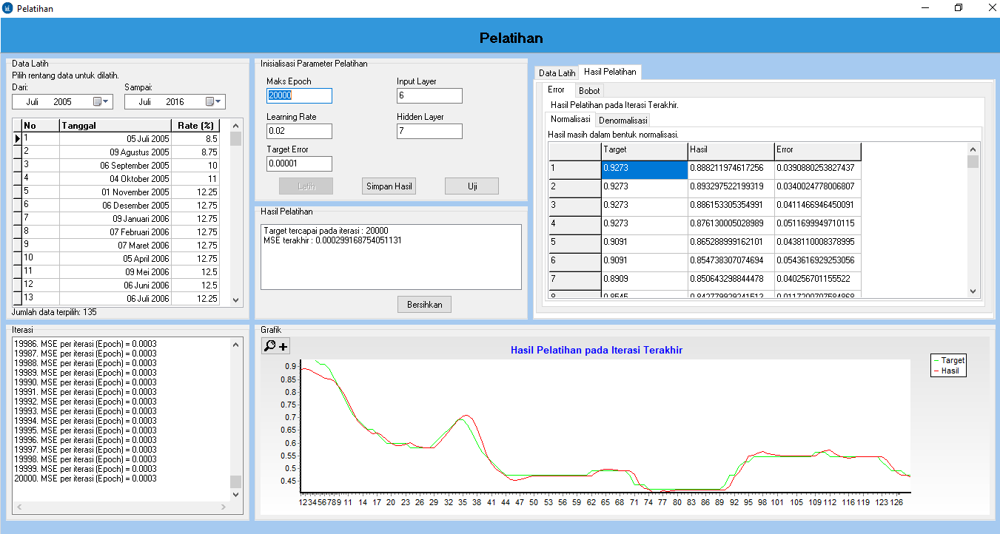 Pelatihan
Pelatihan
Data Latih
Pilih rentang data untuk dilatih.
Dari: Sampai:
Juli 2005 Juli 2016
No Tanggal Rate (%)
1 05 Juli 2005 8.5
2 09 Agustus 2005 8.75
3 06 September 2005 10
4 04 Oktober 2005 11
5 01 November 2005 12.25
6 06 Desember 2005 12.75
7 09 Januari 2006 12.75
8 07 Februari 2006 12.75
9 07 Maret 2006 12.75
10 05 April 2006 12.75
11 09 Mei 2006 12.5
12 06 Juni 2006 12.5
13 06 Juli 2006 12.25
Jumlah data terpilih: 135
Inisialisasi Parameter Pelatihan
Maks Epoch Input Layer
20000 6
Learning Rate Hidden Layer
0.02 7
Target Error
0.00001
Latih Simpan Hasil Uji
Hasil Pelatihan
Target tercapai pada iterasi : 20000
MSE terakhir : 0.000299168754051131
Bersihkan
Data Latih Hasil Pelatihan
Error Bobot
Hasil Pelatihan pada Iterasi Terakhir.
Normalisasi Denormalisasi
Hasil masih dalam bentuk normalisasi.
Target Hasil Error
1 0.9273 0.888211974617256 0.0390880253827437
2 0.9273 0.893297522199319 0.0340024778006807
3 0.9273 0.886153305354991 0.0411466946450091
4 0.9273 0.876130005028989 0.0511699949710115
5 0.9091 0.865288999162101 0.0438110008378995
6 0.9091 0.854738307074694 0.0543616929253056
7 0.8909 0.850643298844478 0.040256701155522
8 0.8545 0.842779929241513 0.0117200707584868
Iterasi
19986. MSE per iterasi (Epoch) = 0.0003
19987. MSE per iterasi (Epoch) = 0.0003
19988. MSE per iterasi (Epoch) = 0.0003
19989. MSE per iterasi (Epoch) = 0.0003
19990. MSE per iterasi (Epoch) = 0.0003
19991. MSE per iterasi (Epoch) = 0.0003
19992. MSE per iterasi (Epoch) = 0.0003
19993. MSE per iterasi (Epoch) = 0.0003
19994. MSE per iterasi (Epoch) = 0.0003
19995. MSE per iterasi (Epoch) = 0.0003
19996. MSE per iterasi (Epoch) = 0.0003
19997. MSE per iterasi (Epoch) = 0.0003
19998. MSE per iterasi (Epoch) = 0.0003
19999. MSE per iterasi (Epoch) = 0.0003
20000. MSE per iterasi (Epoch) = 0.0003
Grafik
Hasil Pelatihan pada Iterasi Terakhir
Target
Hasil
0.9
0.85
0.8
0.75
0.7
0.65
0.6
0.55
0.5
0.45
1 2 3 4 5 6 7 8 9 11 14 17 20 23 26 29 32 35 38 41 44 47 50 53 56 59 62 65 68 71 74 77 80 83 86 89 92 95 98 101 105 109 112 116 119 123 126